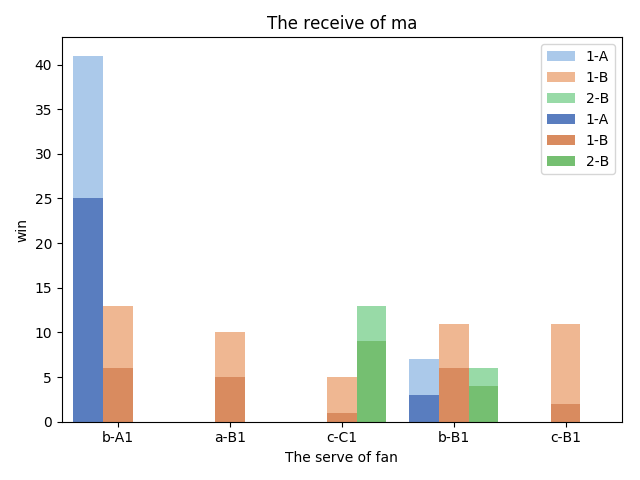 The receive of ma
1-A
1-B
2-B
1-A
1-B
2-B
40
35
30
25
20
15
10
5
0
win
b-A1 a-B1 c-C1 b-B1 c-B1
The serve of fan